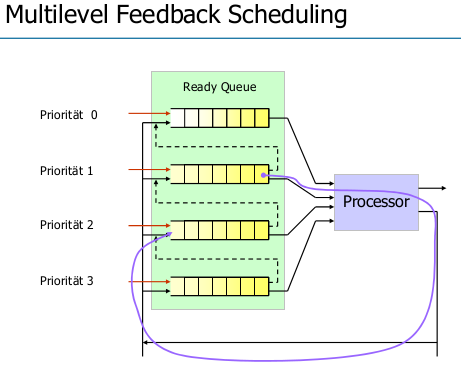 Multilevel Feedback Scheduling
Ready Queue
Priorität 0
Priorität 1
Processor
Priorität 2
Priorität 3